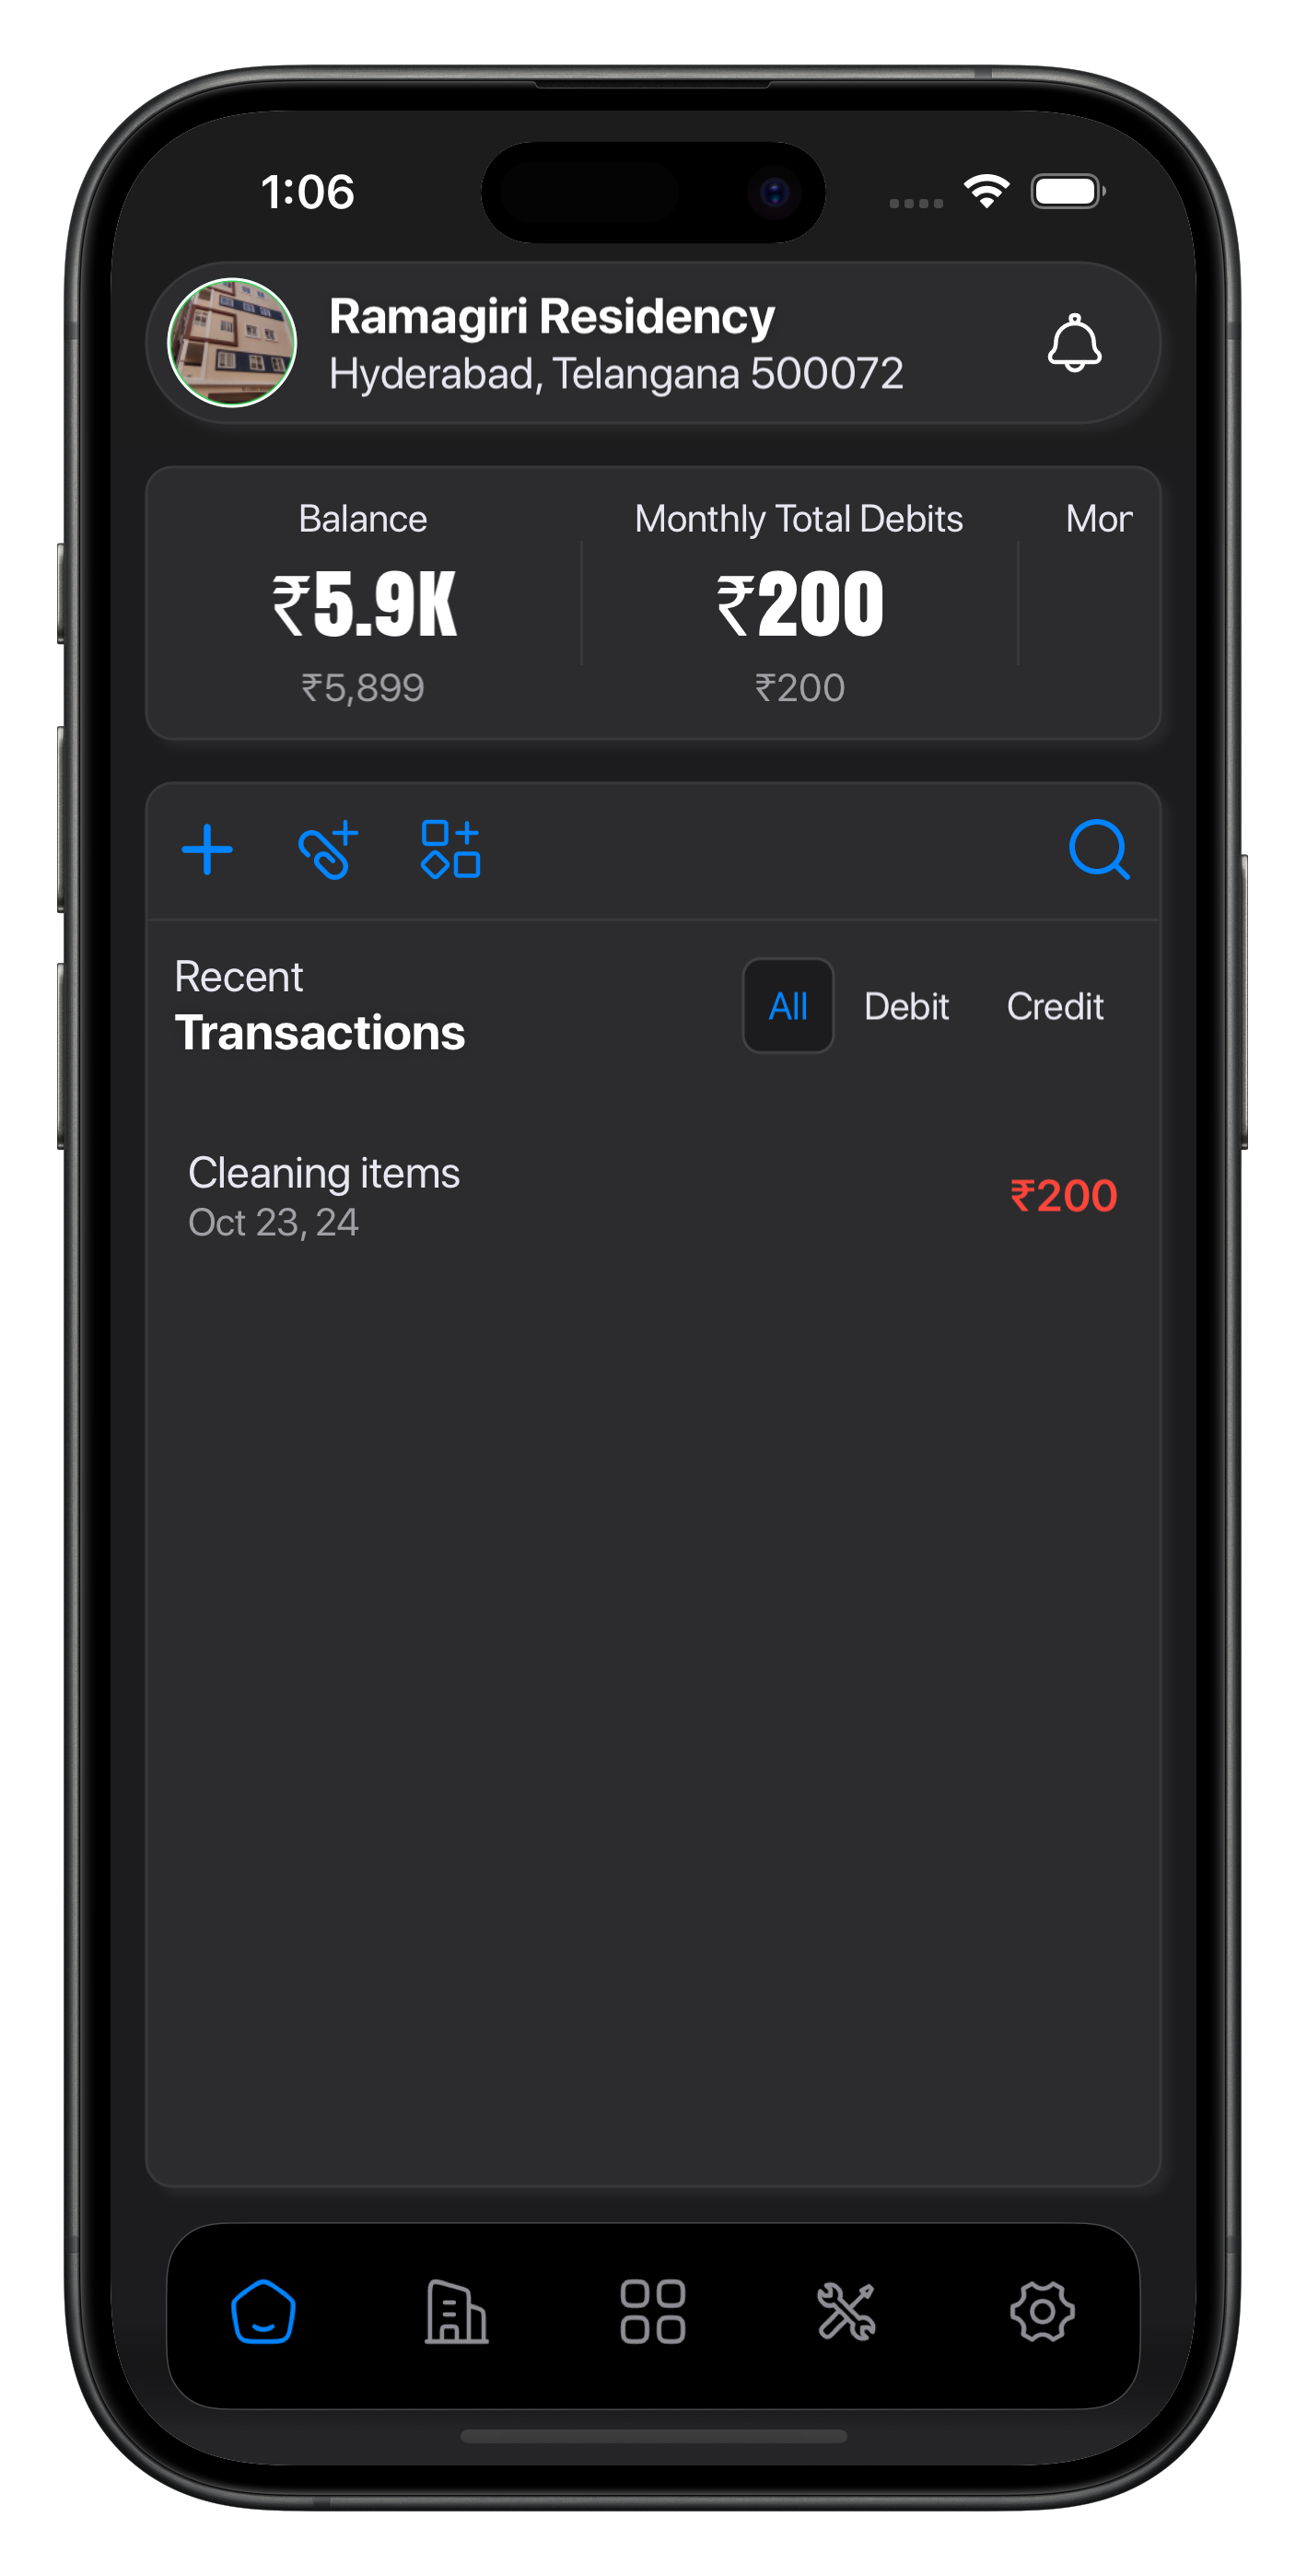 1:06
Ramagiri Residency
Hyderabad, Telangana 500072
Balance
Monthly Total Debits
Mon
₹5.9K
₹200
₹5,899
₹200
Recent
Transactions
All
Debit
Credit
Cleaning items
Oct 23, 24
₹200